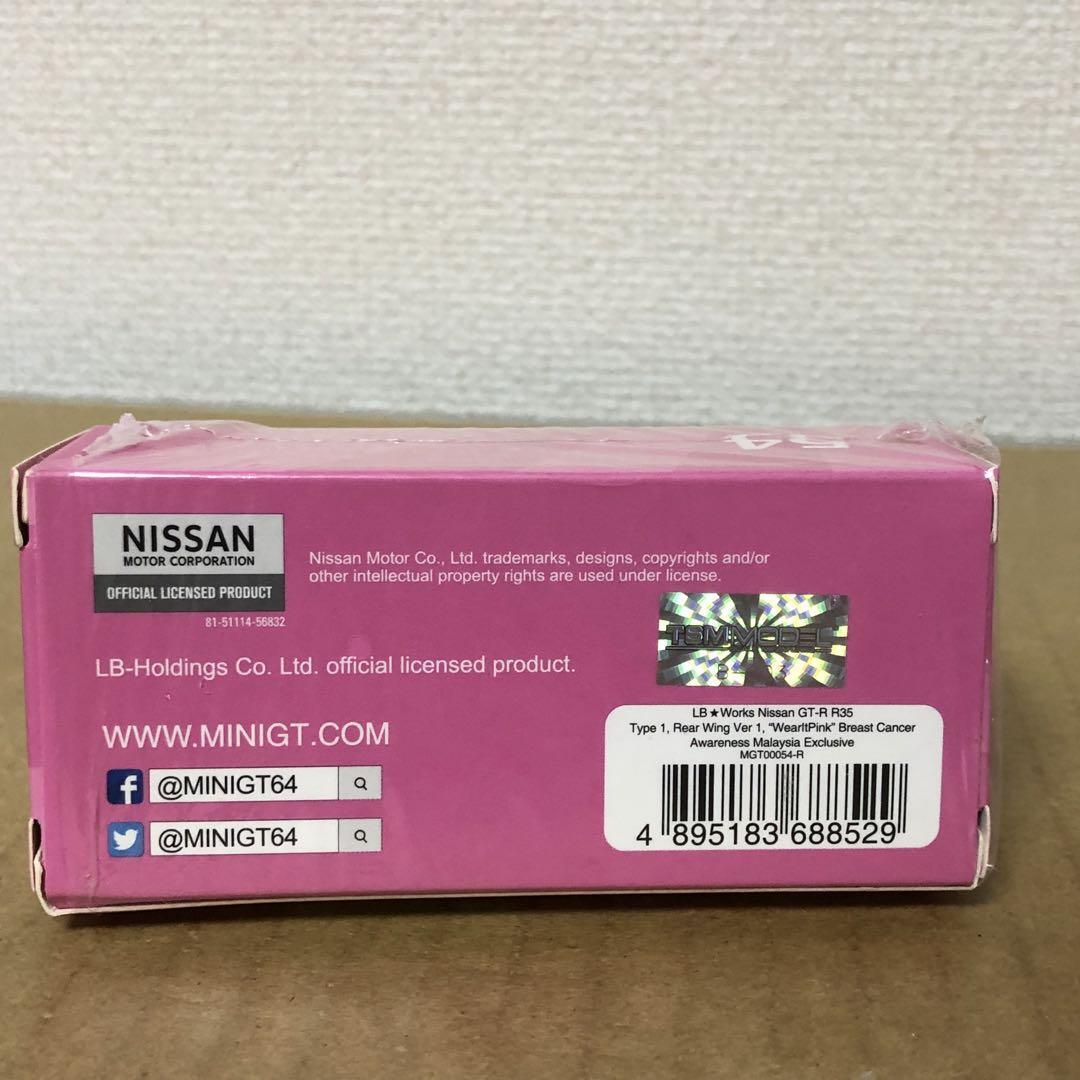 54
NISSAN
MOTOR CORPORATION
OFFICIAL LICENSED PRODUCT
81-51114-56832
Nissan Motor Co., Ltd. trademarks, designs, copyrights and/or
other intellectual property rights are used under license.
TSM MODEL
LB-Holdings Co. Ltd. official licensed product.
WWW.MINIGT.COM
f @MINIGT64
@MINIGT64
LB★Works Nissan GT-R R35
Type 1, Rear Wing Ver 1, “WearItPink” Breast Cancer
Awareness Malaysia Exclusive
MGT00054-R
4 895183 688529